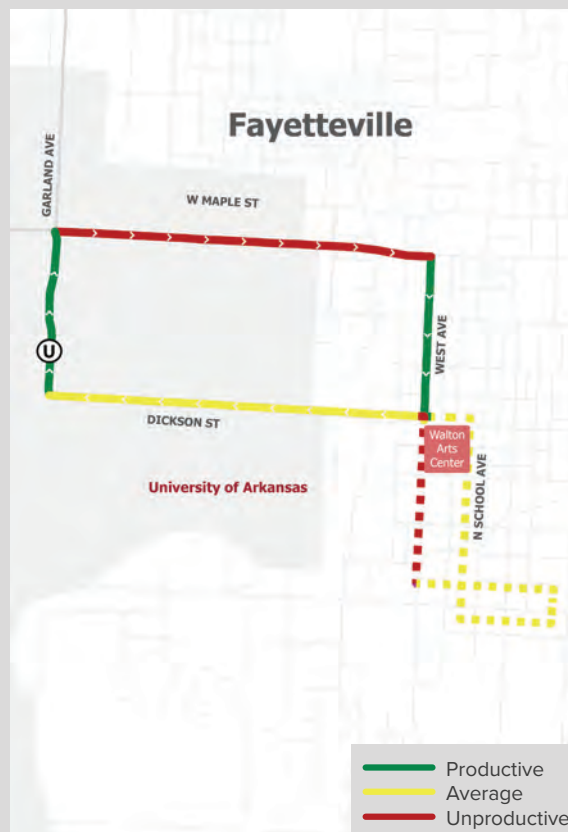 Fayetteville
GARLAND AVE
W MAPLE ST
WEST AVE
U
DICKSON ST
Walton
Arts
Center
N SCHOOL AVE
University of Arkansas
Productive
Average
Unproductive